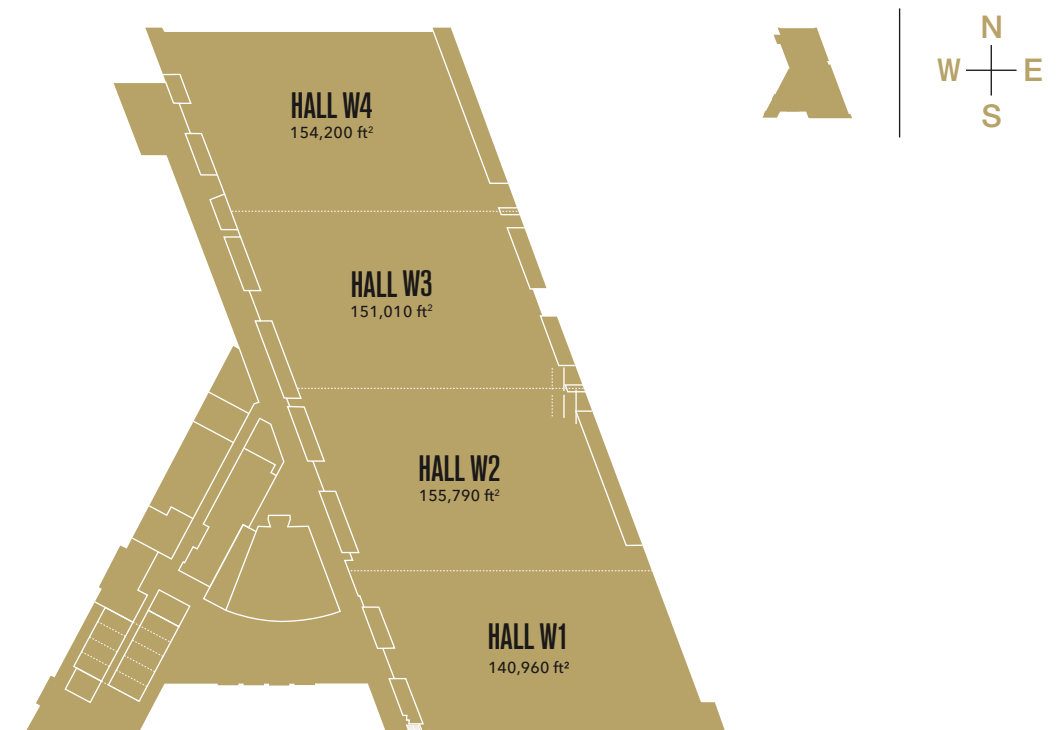 N
W E
S
HALL W4
154,200 ft²
HALL W3
151,010 ft²
HALL W2
155,790 ft²
HALL W1
140,960 ft²